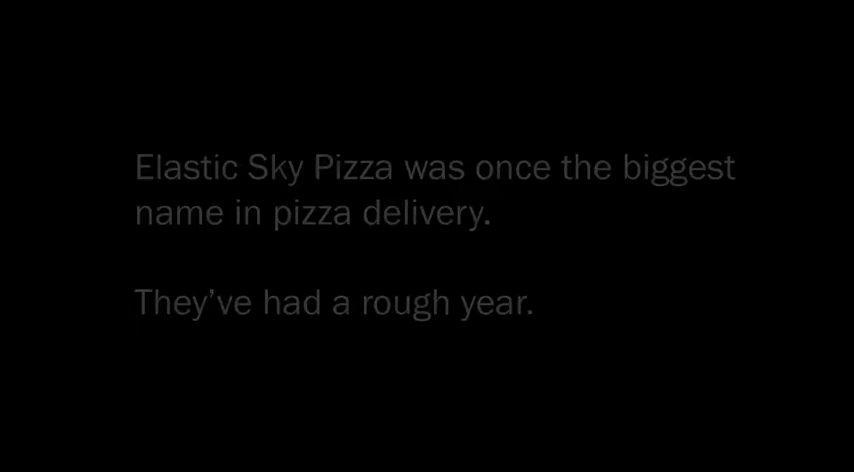 Elastic Sky Pizza was once the biggest
name in pizza delivery.
They’ve had a rough year.